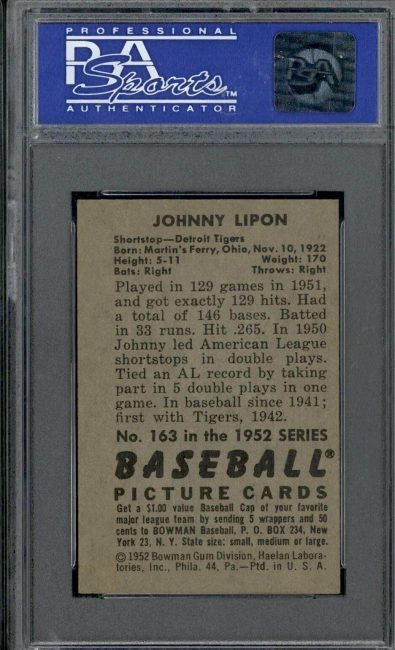 PROFESSIONAL
PSA
Sports™
AUTHENTICATOR
PSA
JOHNNY LIPON
Shortstop—Detroit Tigers
Born: Martin's Ferry, Ohio, Nov. 10, 1922
Height: 5-11 Weight: 170
Bats: Right Throws: Right
Played in 129 games in 1951,
and got exactly 129 hits. Had
a total of 146 bases. Batted
in 33 runs. Hit .265. In 1950
Johnny led American League
shortstops in double plays.
Tied an AL record by taking
part in 5 double plays in one
game. In baseball since 1941;
first with Tigers, 1942.
No. 163 in the 1952 SERIES
BASEBALL®
PICTURE CARDS
Get a $1.00 value Baseball Cap of your favorite
major league team by sending 5 wrappers and 50
cents to BOWMAN Baseball, P. O. BOX 234, New
York 23, N. Y. State size: small, medium or large.
©1952 Bowman Gum Division, Haelan Labora-
tories, Inc., Phila. 44, Pa.—Ptd. in U. S. A.